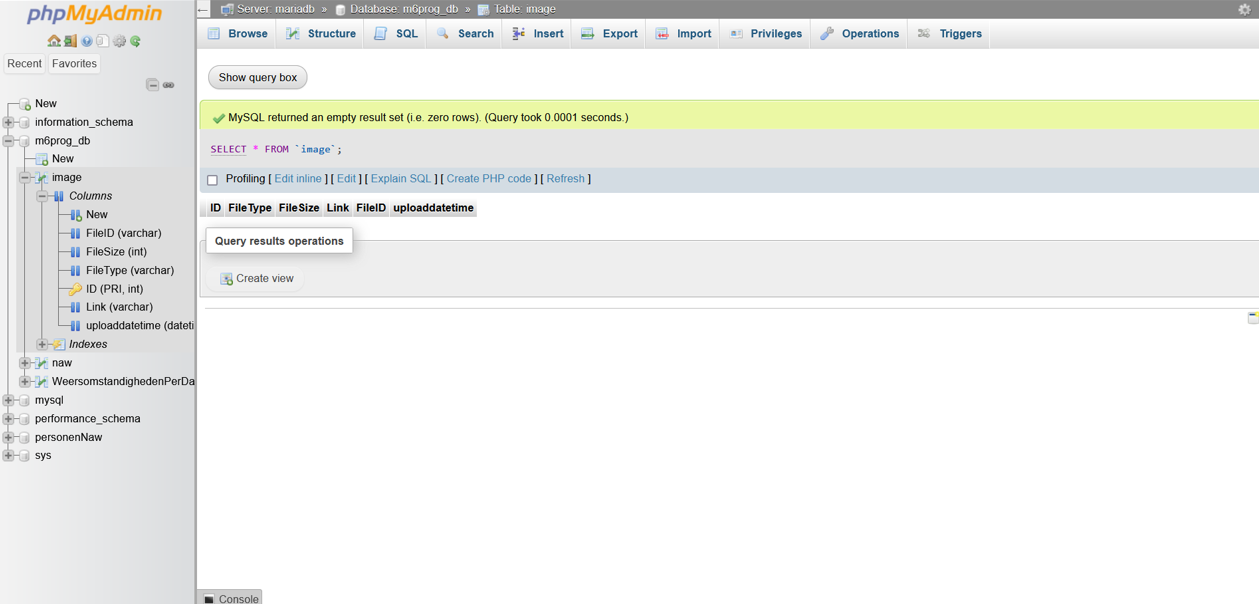 phpMyAdmin
Recent
Favorites
New
information_schema
m6prog_db
New
image
Columns
New
FileID (varchar)
FileSize (int)
FileType (varchar)
ID (PRI, int)
Link (varchar)
uploaddatetime (dateti
Indexes
naw
WeersomstandighedenPerDa
mysql
performance_schema
personenNaw
sys
← Server: mariadb » Database: m6prog_db » Table: image
Browse Structure SQL Search Insert Export Import Privileges Operations Triggers
Show query box
MySQL returned an empty result set (i.e. zero rows). (Query took 0.0001 seconds.)
SELECT * FROM `image`;
Profiling [ Edit inline ] [ Edit ] [ Explain SQL ] [ Create PHP code ] [ Refresh ]
ID FileType FileSize Link FileID uploaddatetime
Query results operations
Create view
Console